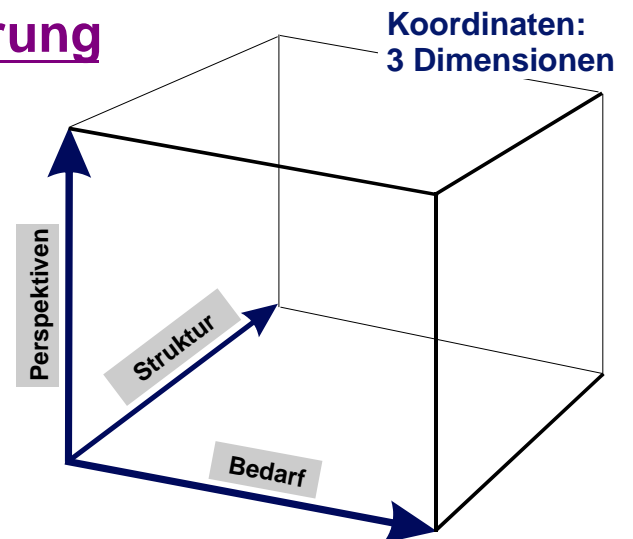 rung
Koordinaten:
3 Dimensionen
Perspektiven
Struktur
Bedarf